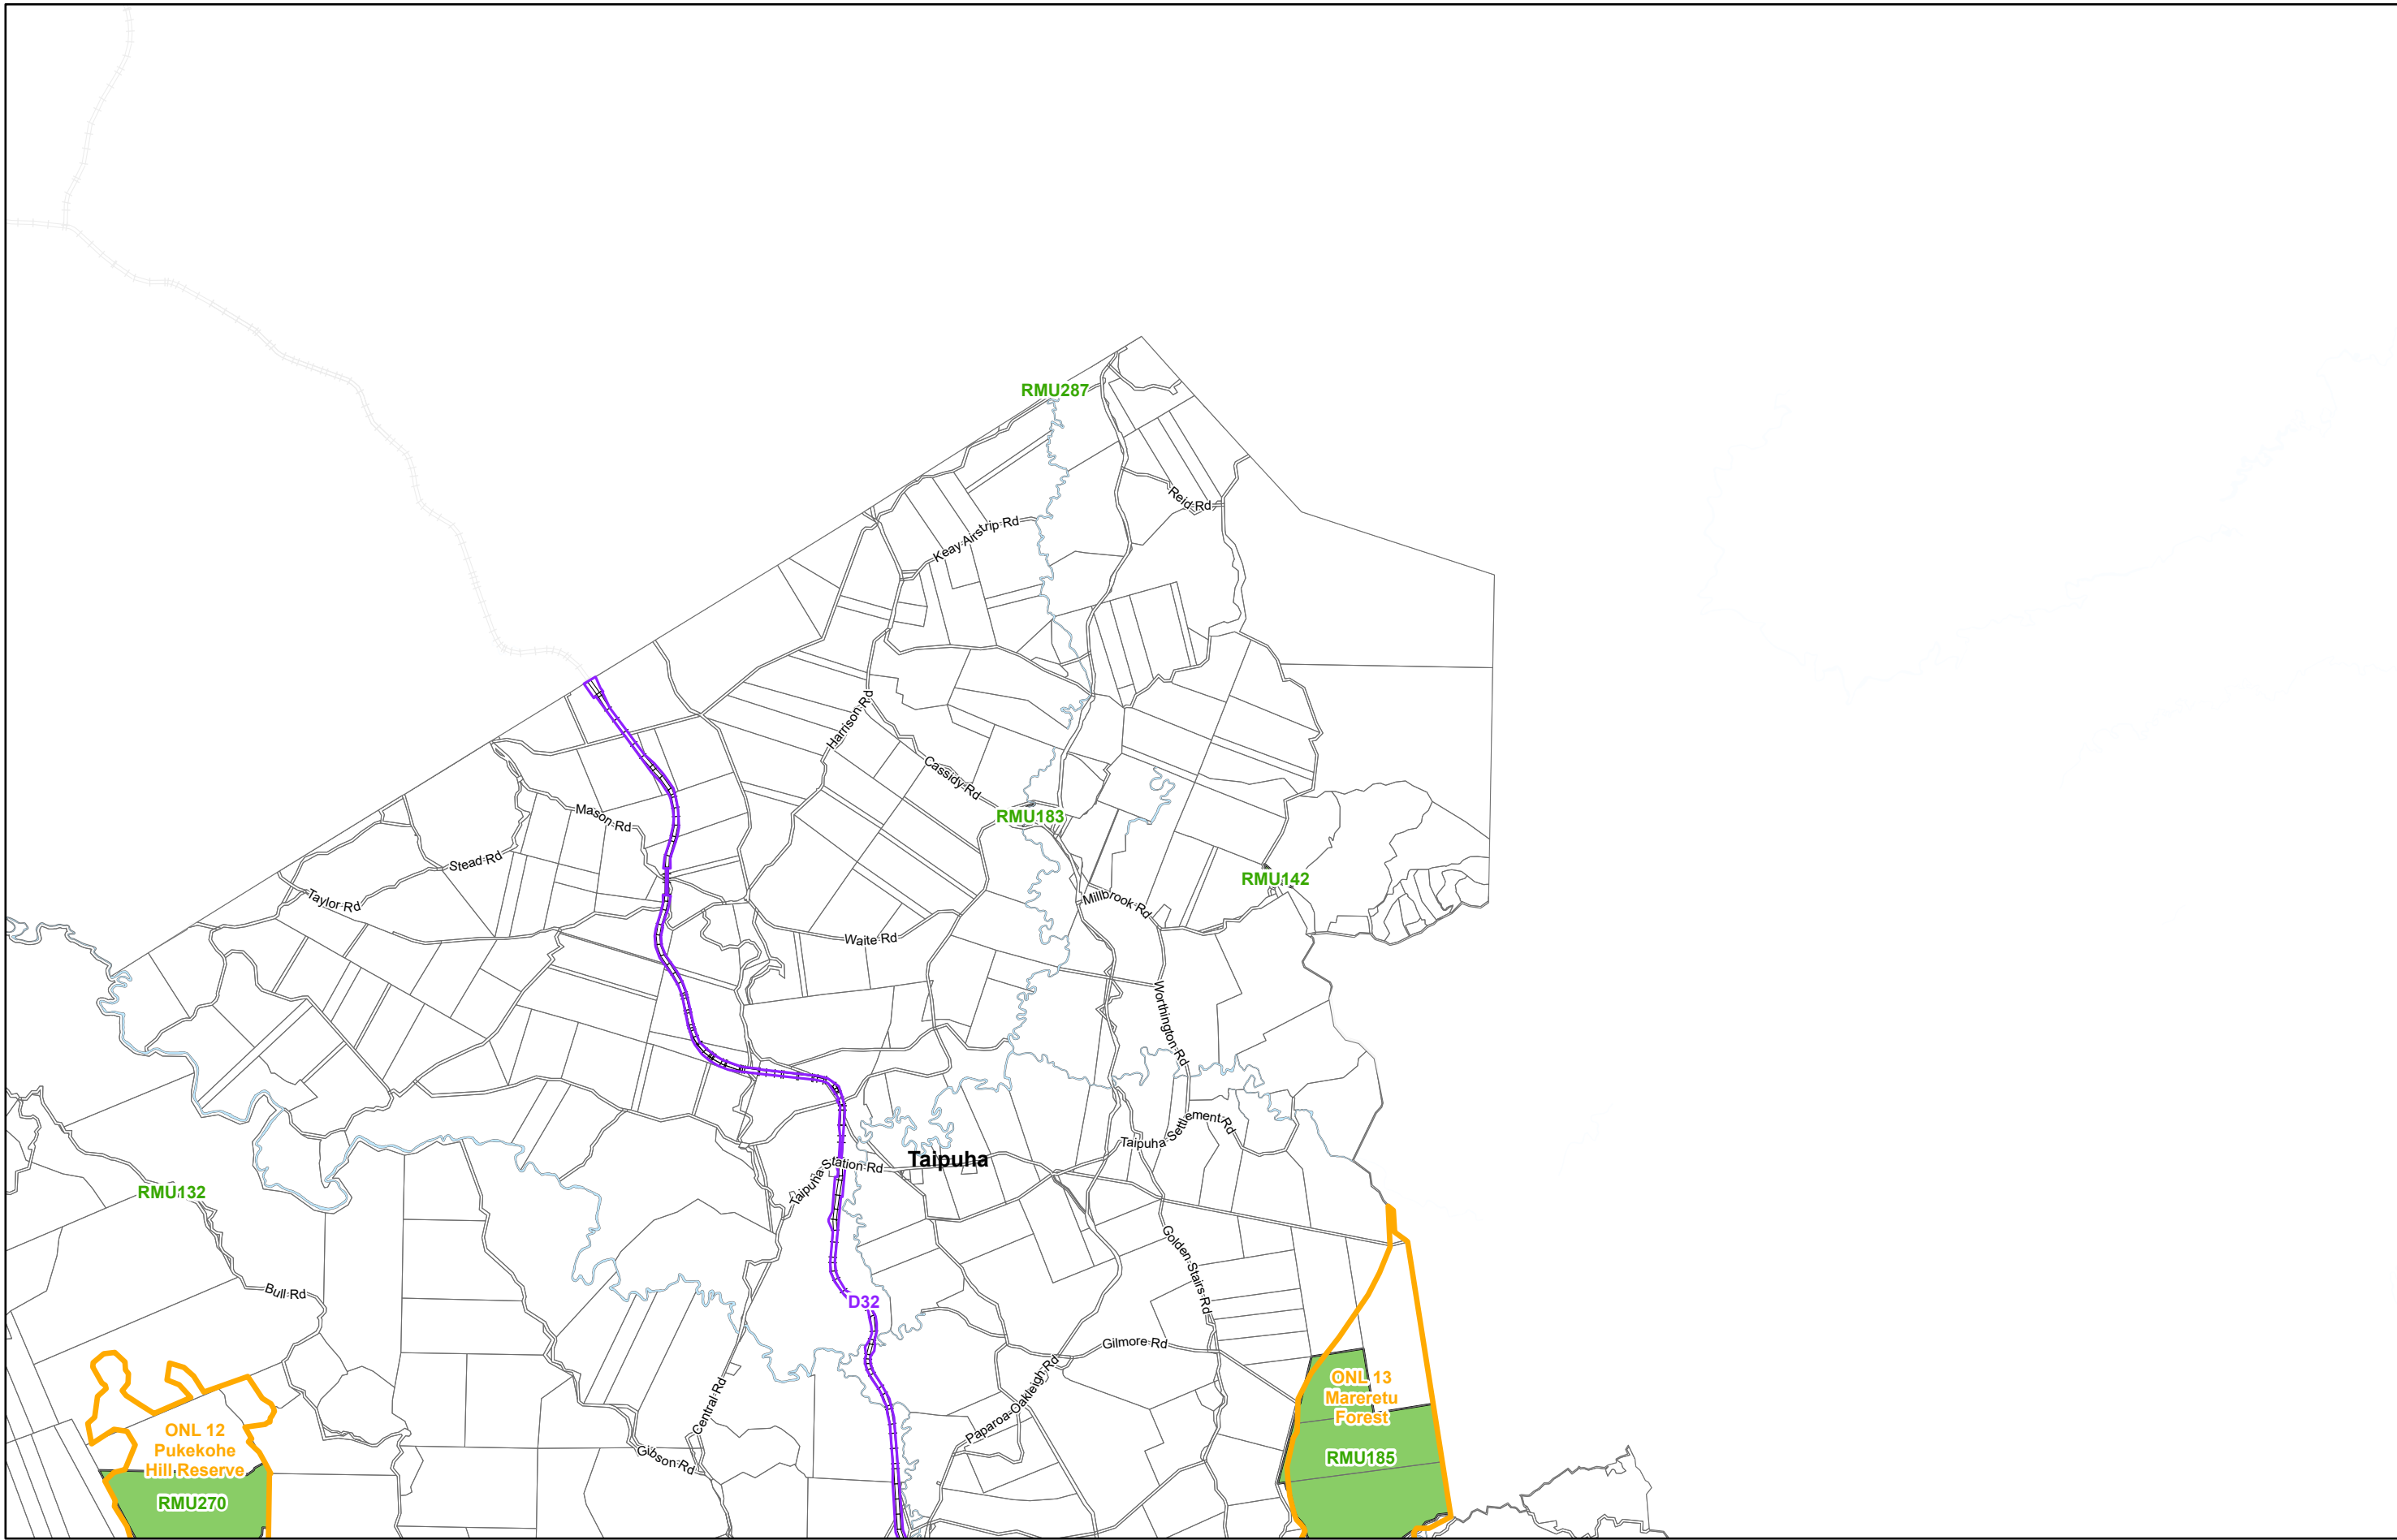 RMU287
Reid Rd
Keay Airstrip Rd
Harrison Rd
Cassidy Rd
Mason Rd
RMU183
Stead Rd
RMU142
Taylor Rd
Millbrook Rd
Waite Rd
Worthington Rd
Taipuha Settlement Rd
Taipuha
Taipuha Station Rd
RMU132
Golden Stairs Rd
Bull Rd
D32
Gilmore Rd
ONL 13
Mareretu
Forest
Central Rd
Paparoa-Oakleigh Rd
ONL 12
Pukekohe
Hill Reserve
Gibson Rd
RMU185
RMU270